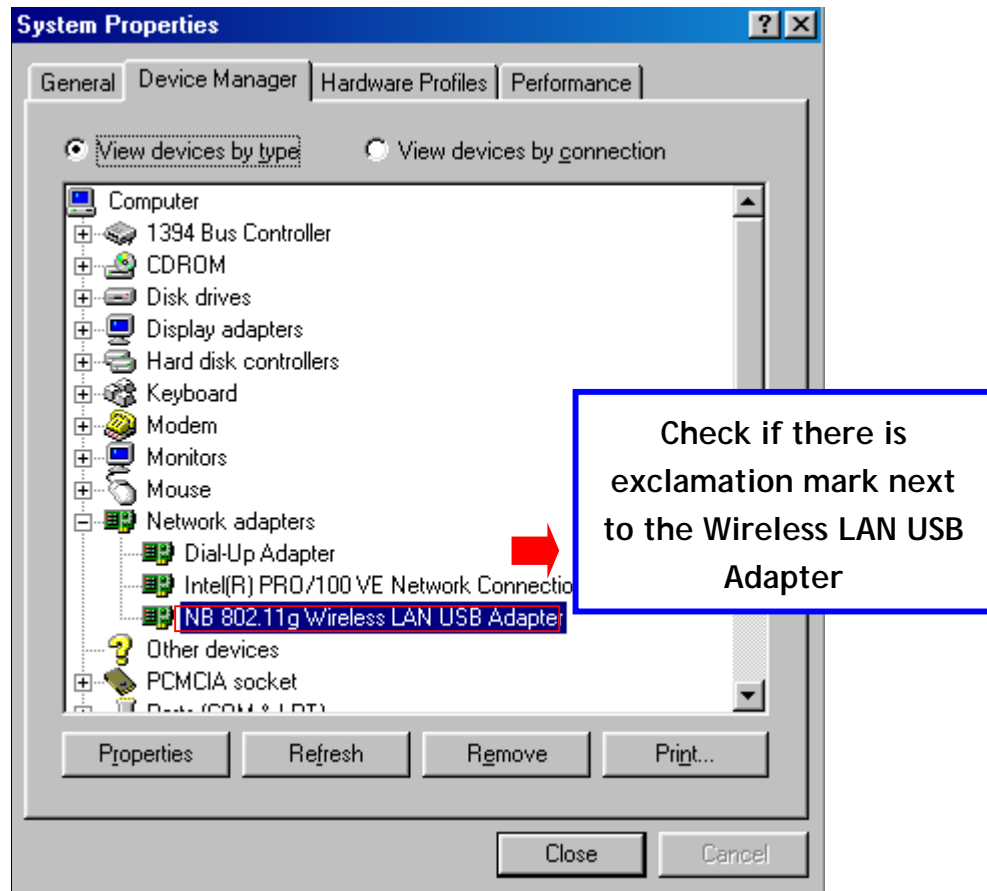 System Properties
General Device Manager Hardware Profiles Performance
View devices by type View devices by connection
Computer
1394 Bus Controller
CDROM
Disk drives
Display adapters
Hard disk controllers
Keyboard
Modem
Monitors
Mouse
Network adapters
Dial-Up Adapter
Intel(R) PRO/100 VE Network Connectio
NB 802.11g Wireless LAN USB Adapter
Other devices
PCMCIA socket
Ports (COM & LPT)
Check if there is
exclamation mark next
to the Wireless LAN USB
Adapter
Properties Refresh Remove Print...
Close Cancel